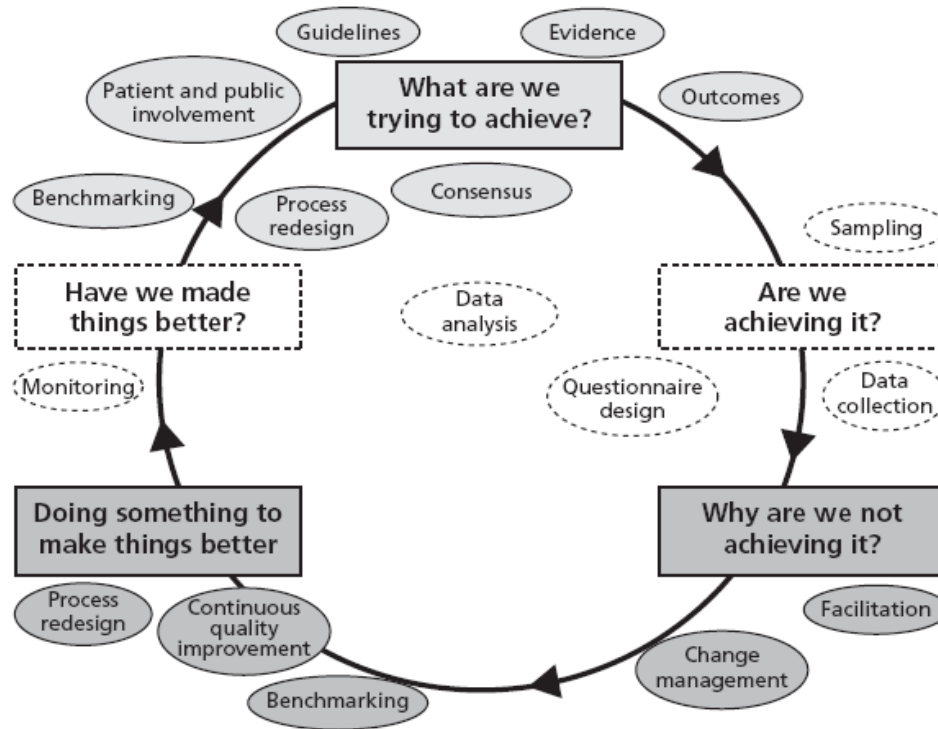 Guidelines
Evidence
What are we
trying to achieve?
Patient and public
involvement
Outcomes
Benchmarking
Process
redesign
Consensus
Sampling
Have we made
things better?
Data
analysis
Are we
achieving it?
Monitoring
Questionnaire
design
Data
collection
Doing something to
make things better
Why are we not
achieving it?
Process
redesign
Continuous
quality
improvement
Facilitation
Change
management
Benchmarking